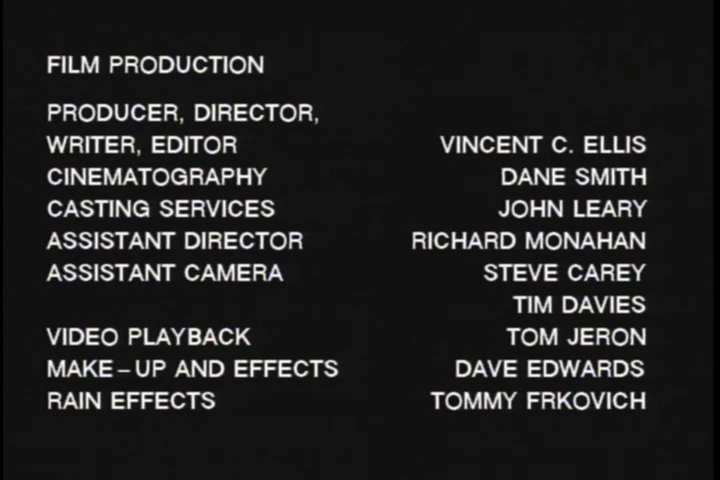 FILM PRODUCTION
PRODUCER, DIRECTOR,
WRITER, EDITOR VINCENT C. ELLIS
CINEMATOGRAPHY DANE SMITH
CASTING SERVICES JOHN LEARY
ASSISTANT DIRECTOR RICHARD MONAHAN
ASSISTANT CAMERA STEVE CAREY
TIM DAVIES
VIDEO PLAYBACK TOM JERON
MAKE-UP AND EFFECTS DAVE EDWARDS
RAIN EFFECTS TOMMY FRKOVICH